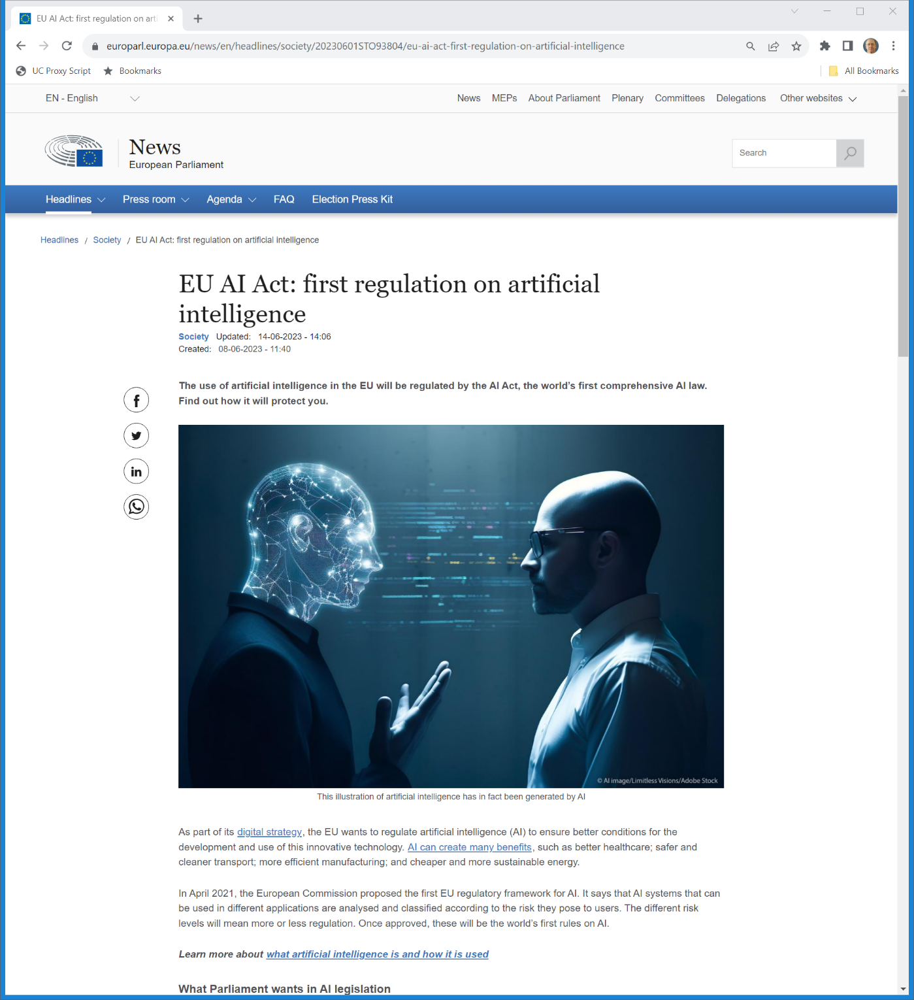 EU AI Act: first regulation on arti
europarl.europa.eu/news/en/headlines/society/20230601STO93804/eu-ai-act-first-regulation-on-artificial-intelligence
UC Proxy Script Bookmarks All Bookmarks
EN - English News MEPs About Parliament Plenary Committees Delegations Other websites
News
European Parliament
Search
Headlines Press room Agenda FAQ Election Press Kit
Headlines / Society / EU AI Act: first regulation on artificial intelligence
EU AI Act: first regulation on artificial
intelligence
Society Updated: 14-06-2023 - 14:06
Created: 08-06-2023 - 11:40
The use of artificial intelligence in the EU will be regulated by the AI Act, the world’s first comprehensive AI law.
Find out how it will protect you.
© AI image/Limitless Visions/Adobe Stock
This illustration of artificial intelligence has in fact been generated by AI
As part of its digital strategy, the EU wants to regulate artificial intelligence (AI) to ensure better conditions for the
development and use of this innovative technology. AI can create many benefits, such as better healthcare; safer and
cleaner transport; more efficient manufacturing; and cheaper and more sustainable energy.
In April 2021, the European Commission proposed the first EU regulatory framework for AI. It says that AI systems that can
be used in different applications are analysed and classified according to the risk they pose to users. The different risk
levels will mean more or less regulation. Once approved, these will be the world’s first rules on AI.
Learn more about what artificial intelligence is and how it is used
What Parliament wants in AI legislation